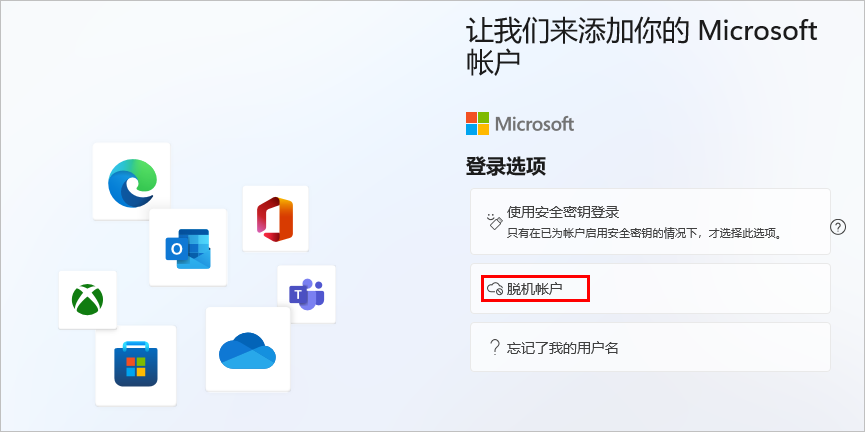 让我们来添加你的 Microsoft
帐户
Microsoft
登录选项
使用安全密钥登录
只有在已为帐户启用安全密钥的情况下，才选择此选项。
脱机帐户
忘记了我的用户名